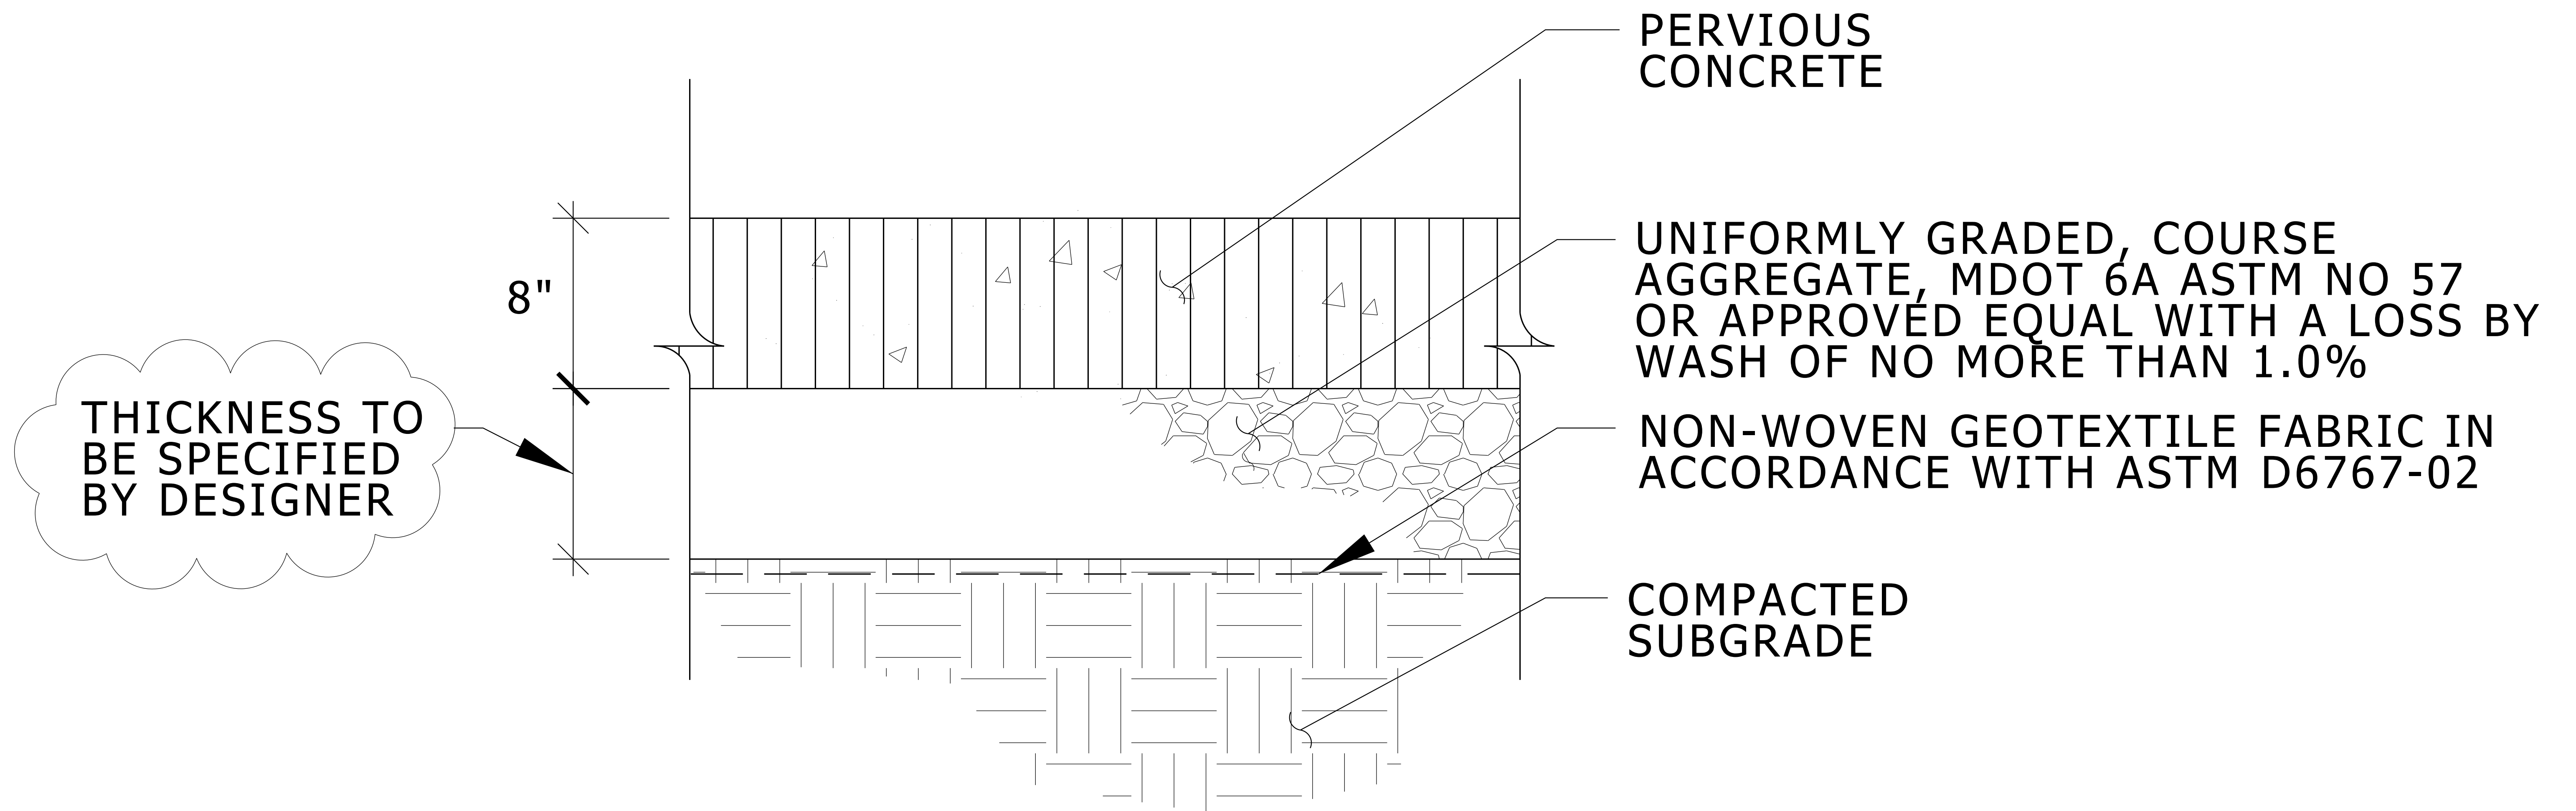 PERVIOUS
CONCRETE
8"
UNIFORMLY GRADED, COURSE
AGGREGATE, MDOT 6A ASTM NO 57
OR APPROVED EQUAL WITH A LOSS BY
WASH OF NO MORE THAN 1.0%
THICKNESS TO
BE SPECIFIED
BY DESIGNER
NON-WOVEN GEOTEXTILE FABRIC IN
ACCORDANCE WITH ASTM D6767-02
COMPACTED
SUBGRADE